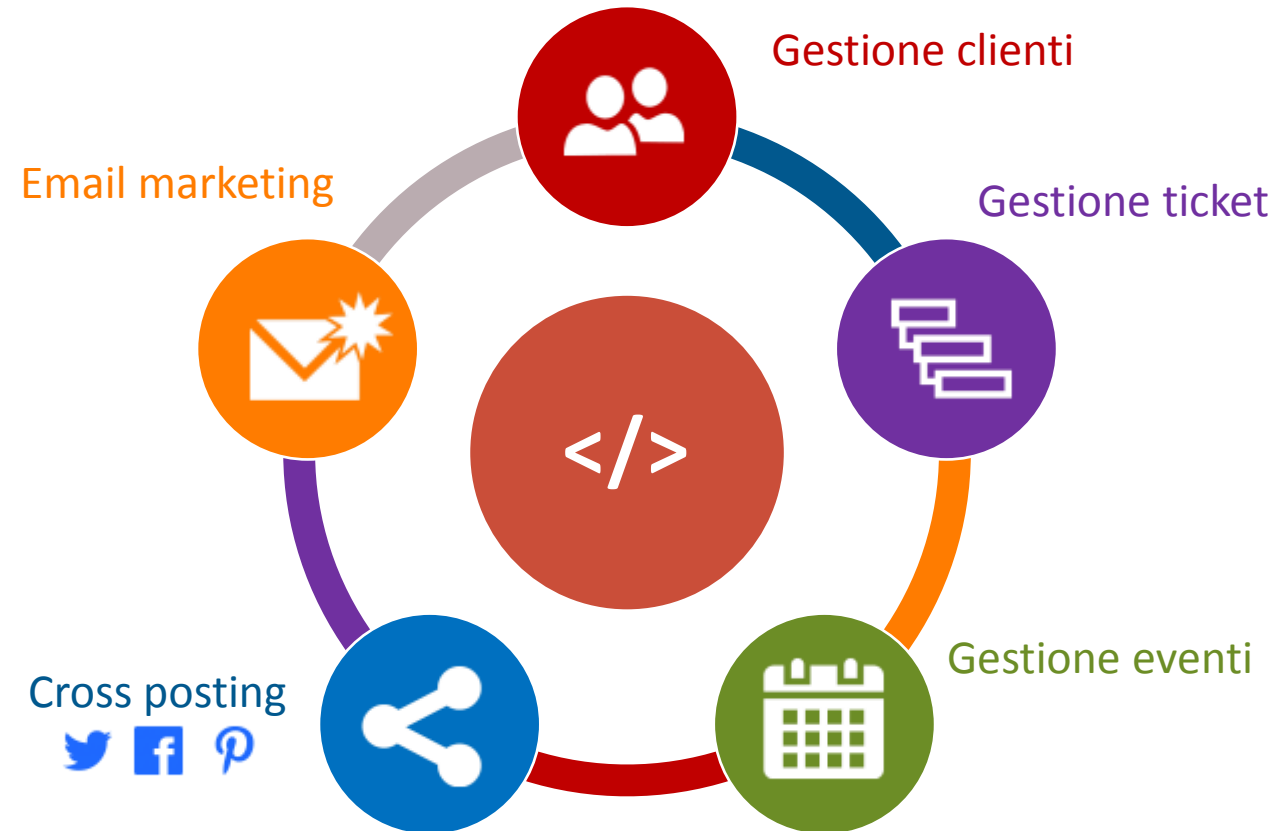 Gestione clienti
Email marketing
Gestione ticket
</>
Gestione eventi
Cross posting